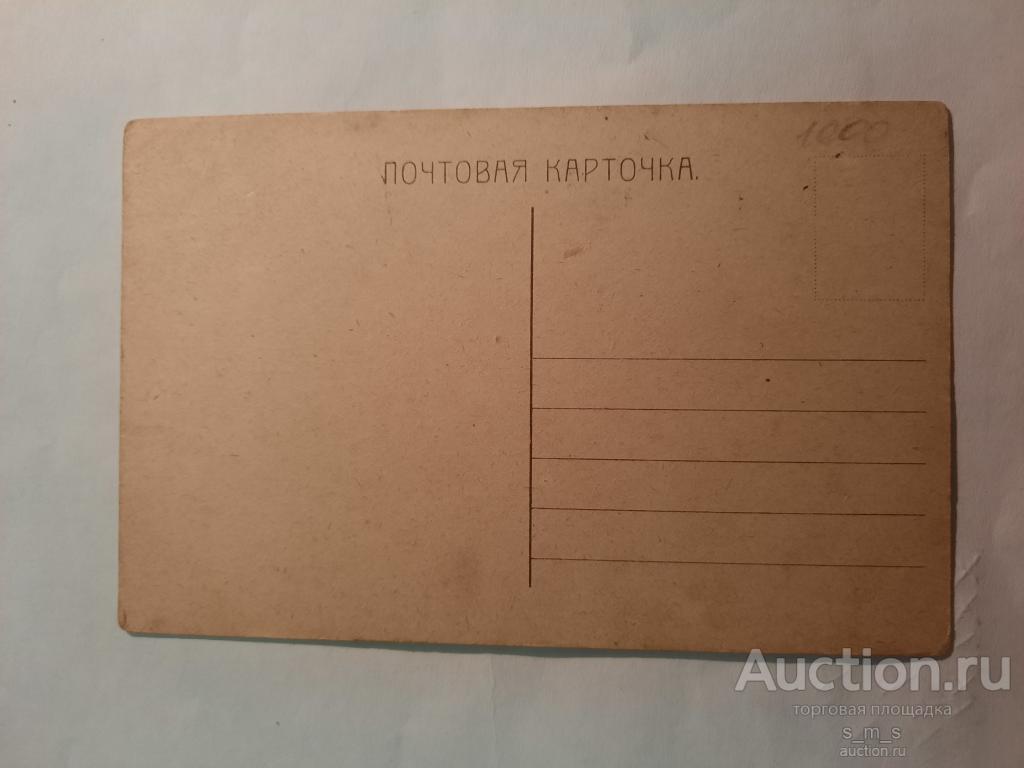 1000
ПОЧТОВАЯ КАРТОЧКА.
Auction.ru
торговая площадка
s_m_s
auction.ru